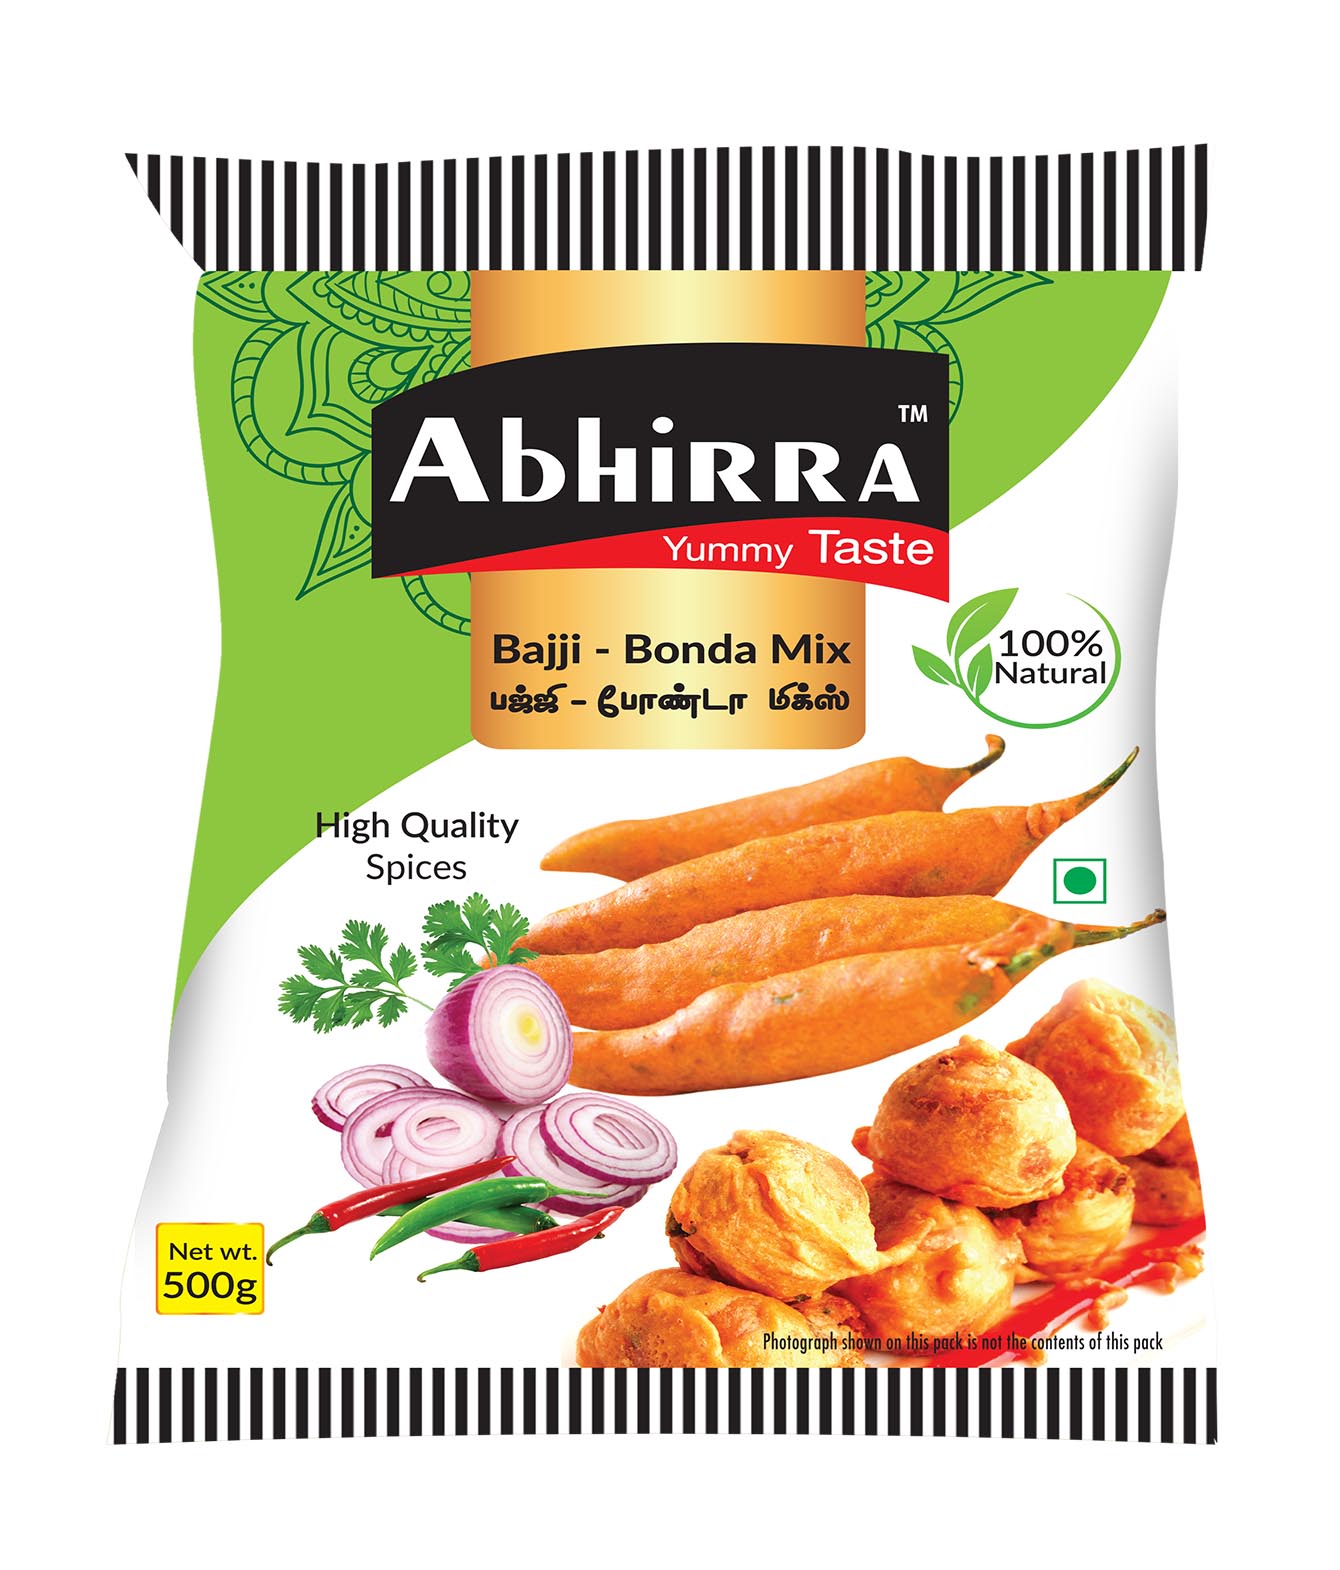 Abhirra TM
Yummy Taste
Bajji - Bonda Mix
பஜ்ஜி - போண்டா மிக்ஸ்
100%
Natural
High Quality
Spices
Net wt.
500g
Photograph shown on this pack is not the contents of this pack